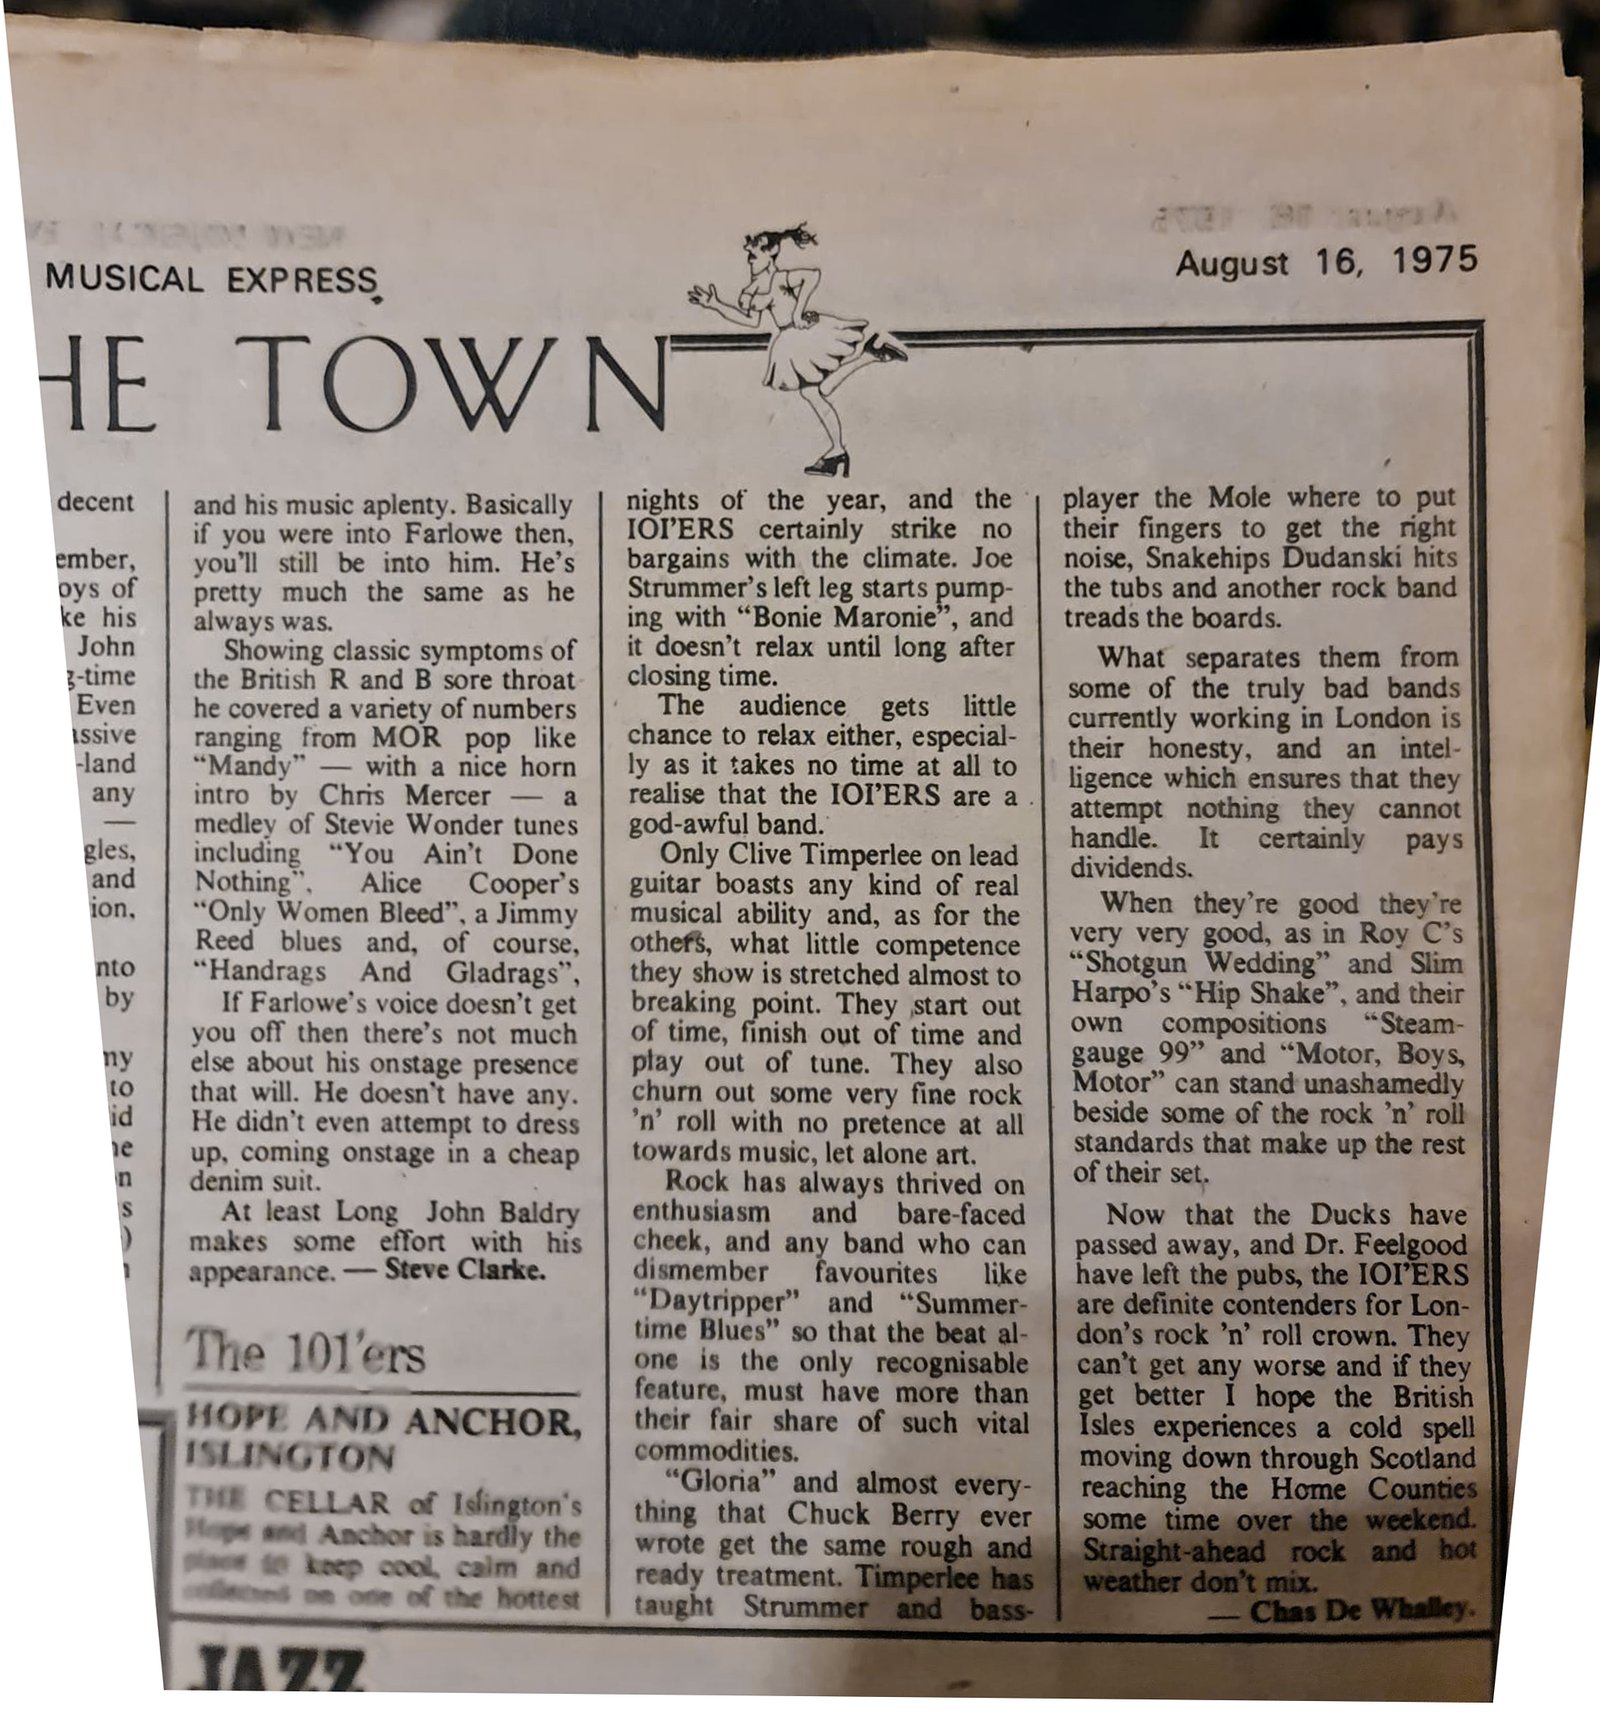 MUSICAL EXPRESS
August 16, 1975
HE TOWN
decent
ember,
oys of
ke his
John
g-time
Even
assive
-land
any
—
gles,
and
ion,
nto
by
my
to
id
ne
n
s
)
and his music aplenty. Basically
if you were into Farlowe then,
you'll still be into him. He's
pretty much the same as he
always was.
Showing classic symptoms of
the British R and B sore throat
he covered a variety of numbers
ranging from MOR pop like
“Mandy” — with a nice horn
intro by Chris Mercer — a
medley of Stevie Wonder tunes
including “You Ain't Done
Nothing”, Alice Cooper's
“Only Women Bleed”, a Jimmy
Reed blues and, of course,
“Handrags And Gladrags”,
If Farlowe's voice doesn't get
you off then there's not much
else about his onstage presence
that will. He doesn't have any.
He didn't even attempt to dress
up, coming onstage in a cheap
denim suit.
At least Long John Baldry
makes some effort with his
appearance. — Steve Clarke.
The 101'ers
HOPE AND ANCHOR,
ISLINGTON
THE CELLAR of Islington's
Hope and Anchor is hardly the
place to keep cool, calm and
collected on one of the hottest
nights of the year, and the
IOI'ERS certainly strike no
bargains with the climate. Joe
Strummer's left leg starts pump-
ing with “Bonie Maronie”, and
it doesn't relax until long after
closing time.
The audience gets little
chance to relax either, especial-
ly as it takes no time at all to
realise that the IOI'ERS are a
god-awful band.
Only Clive Timperlee on lead
guitar boasts any kind of real
musical ability and, as for the
others, what little competence
they show is stretched almost to
breaking point. They start out
of time, finish out of time and
play out of tune. They also
churn out some very fine rock
'n' roll with no pretence at all
towards music, let alone art.
Rock has always thrived on
enthusiasm and bare-faced
cheek, and any band who can
dismember favourites like
“Daytripper” and “Summer-
time Blues” so that the beat al-
one is the only recognisable
feature, must have more than
their fair share of such vital
commodities.
“Gloria” and almost every-
thing that Chuck Berry ever
wrote get the same rough and
ready treatment. Timperlee has
taught Strummer and bass-
player the Mole where to put
their fingers to get the right
noise, Snakehips Dudanski hits
the tubs and another rock band
treads the boards.
What separates them from
some of the truly bad bands
currently working in London is
their honesty, and an intel-
ligence which ensures that they
attempt nothing they cannot
handle. It certainly pays
dividends.
When they're good they're
very very good, as in Roy C's
“Shotgun Wedding” and Slim
Harpo's “Hip Shake”, and their
own compositions “Steam-
gauge 99” and “Motor, Boys,
Motor” can stand unashamedly
beside some of the rock 'n' roll
standards that make up the rest
of their set.
Now that the Ducks have
passed away, and Dr. Feelgood
have left the pubs, the IOI'ERS
are definite contenders for Lon-
don's rock 'n' roll crown. They
can't get any worse and if they
get better I hope the British
Isles experiences a cold spell
moving down through Scotland
reaching the Home Counties
some time over the weekend.
Straight-ahead rock and hot
weather don't mix.
— Chas De Whalley.
JAZZ